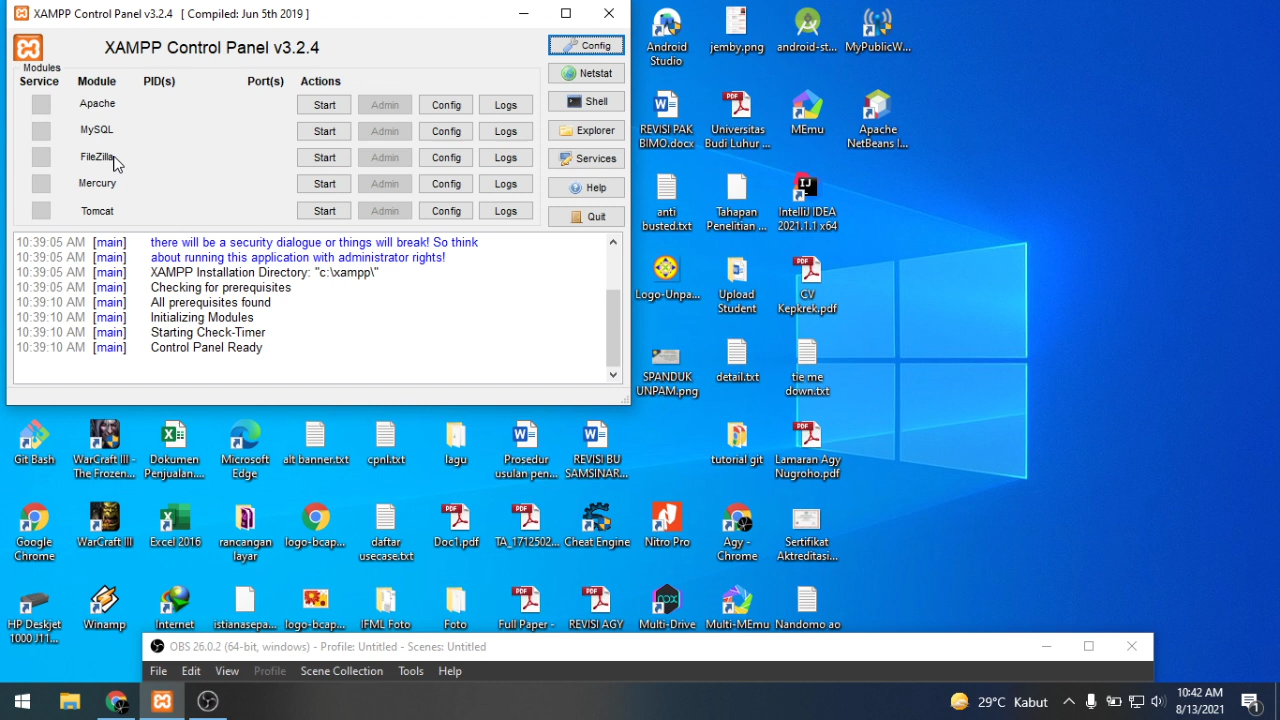 XAMPP Control Panel v3.2.4 [ Compiled: Jun 5th 2019 ]
XAMPP Control Panel v3.2.4
Config
Modules
Service Module PID(s) Port(s) Actions
Netstat
Apache Start Admin Config Logs
Shell
MySQL Start Admin Config Logs
Explorer
FileZilla Start Admin Config Logs
Services
Mercury Start Admin Config Logs
Help
Tomcat Start Admin Config Logs
Quit
10:39:05 AM [main] there will be a security dialogue or things will break! So think
10:39:05 AM [main] about running this application with administrator rights!
10:39:05 AM [main] XAMPP Installation Directory: "c:\xampp\"
10:39:05 AM [main] Checking for prerequisites
10:39:10 AM [main] All prerequisites found
10:39:10 AM [main] Initializing Modules
10:39:10 AM [main] Starting Check-Timer
10:39:10 AM [main] Control Panel Ready
Android
Studio
jemby.png
android-st...
MyPublicW...
REVISI PAK
BIMO.docx
Universitas
Budi Luhur ...
MEmu
Apache
NetBeans I...
anti
busted.txt
Tahapan
Penelitian ...
IntelliJ IDEA
2021.1.1 x64
Logo-Unpa...
Upload
Student
CV
Kepkrek.pdf
SPANDUK
UNPAM.png
detail.txt
tie me
down.txt
Git Bash
WarCraft III -
The Frozen...
Dokumen
Penjualan....
Microsoft
Edge
alt banner.txt
cpnl.txt
lagu
Prosedur
usulan pen...
REVISI BU
SAMSINAR...
tutorial git
Lamaran Agy
Nugroho.pdf
Google
Chrome
WarCraft III
Excel 2016
rancangan
layar
logo-bcap...
daftar
usecase.txt
Doc1.pdf
TA_1712502...
Cheat Engine
Nitro Pro
Agy -
Chrome
Sertifikat
Aktreditasi...
HP Deskjet
1000 J11...
Winamp
Internet
istianasepa...
logo-bcap...
IFML Foto
Foto
Full Paper -
REVISI AGY
Multi-Drive
Multi-MEmu
Nandomo ao
OBS 26.0.2 (64-bit, windows) - Profile: Untitled - Scenes: Untitled
File Edit View Profile Scene Collection Tools Help
29°C Kabut
10:42 AM
8/13/2021
1